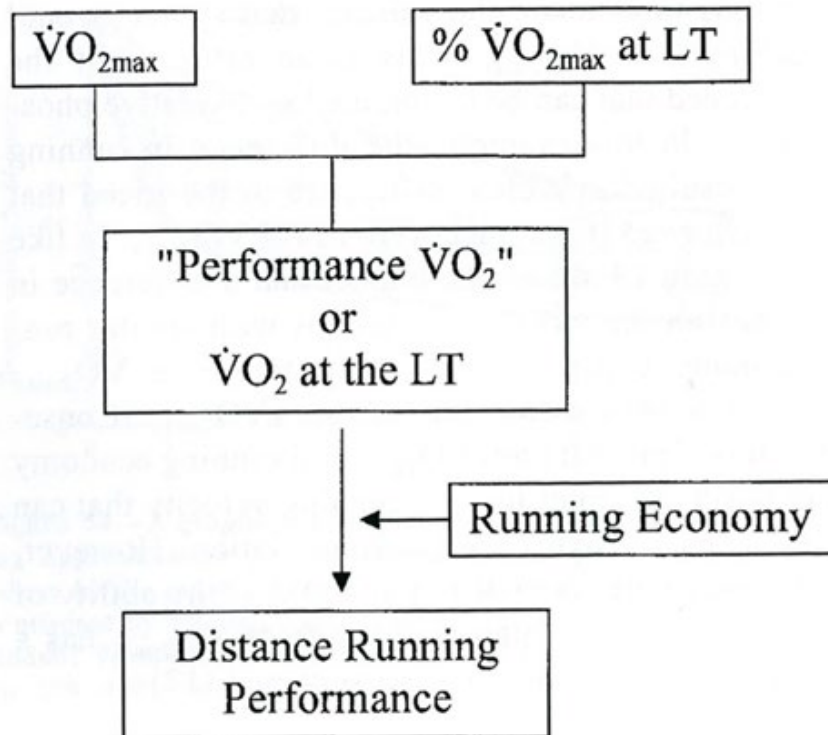 V̇O₂max
% V̇O₂max at LT
"Performance V̇O₂"
or
V̇O₂ at the LT
Running Economy
Distance Running
Performance